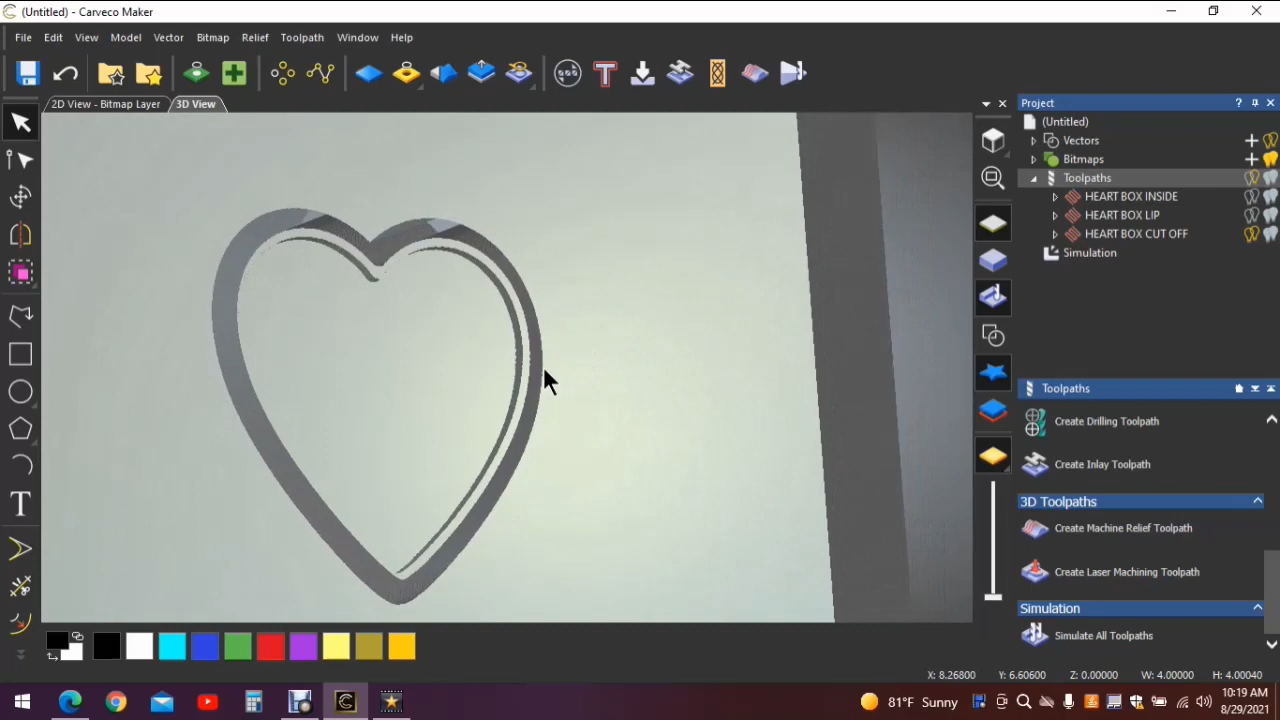 (Untitled) - Carveco Maker
File Edit View Model Vector Bitmap Relief Toolpath Window Help
2D View - Bitmap Layer 3D View
Project
(Untitled)
Vectors
Bitmaps
Toolpaths
HEART BOX INSIDE
HEART BOX LIP
HEART BOX CUT OFF
Simulation
Toolpaths
Create Drilling Toolpath
Create Inlay Toolpath
3D Toolpaths
Create Machine Relief Toolpath
Create Laser Machining Toolpath
Simulation
Simulate All Toolpaths
X: 8.26800 Y: 6.60600 Z: 0.00000 W: 4.00000 H: 4.00040
81°F Sunny
10:19 AM
8/29/2021